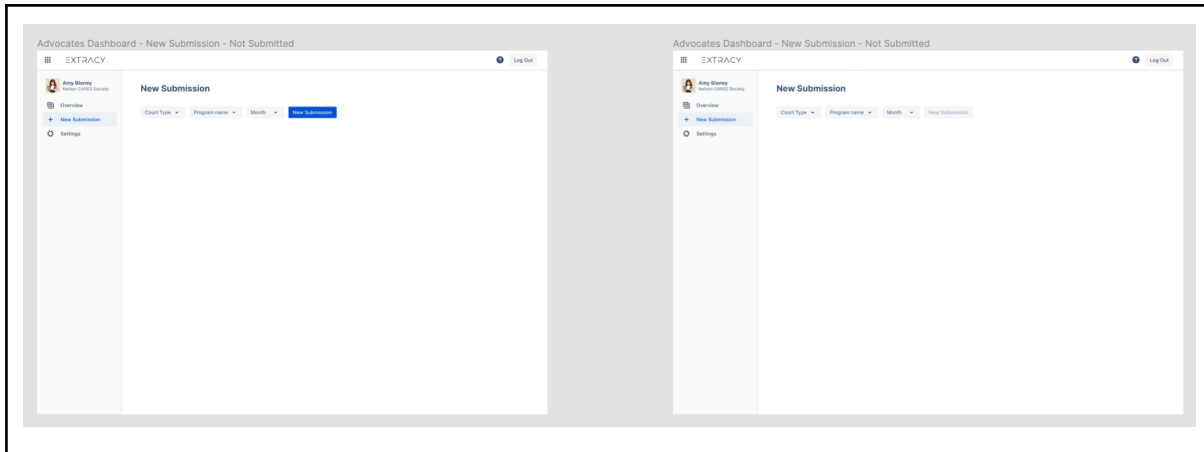 Advocates Dashboard - New Submission - Not Submitted
EXTRACY
Log Out
Amy Blaney
Nelson CARES Society
Overview
New Submission
Settings
New Submission
Court Type
Program name
Month
New Submission
Advocates Dashboard - New Submission - Not Submitted
EXTRACY
Log Out
Amy Blaney
Nelson CARES Society
Overview
New Submission
Settings
New Submission
Court Type
Program name
Month
New Submission